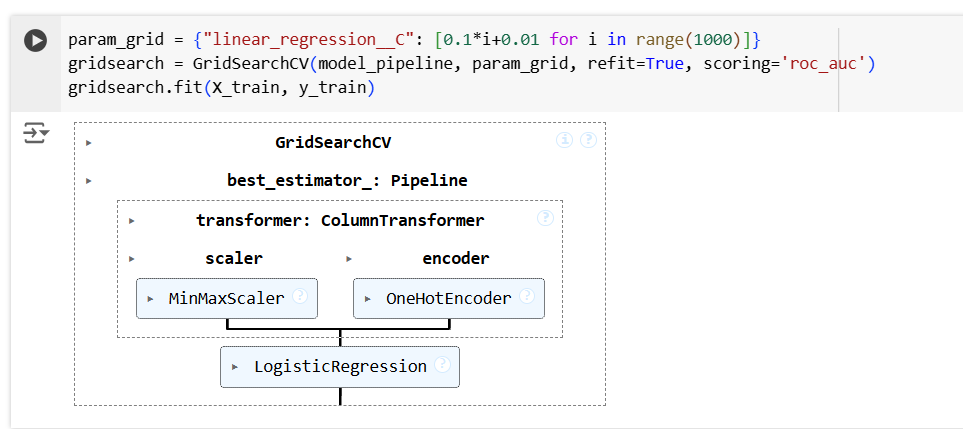 param_grid = {"linear_regression__C": [0.1*i+0.01 for i in range(1000)]}
gridsearch = GridSearchCV(model_pipeline, param_grid, refit=True, scoring='roc_auc')
gridsearch.fit(X_train, y_train)
GridSearchCV i ?
best_estimator_: Pipeline
transformer: ColumnTransformer ?
scaler encoder
MinMaxScaler ? OneHotEncoder ?
LogisticRegression ?